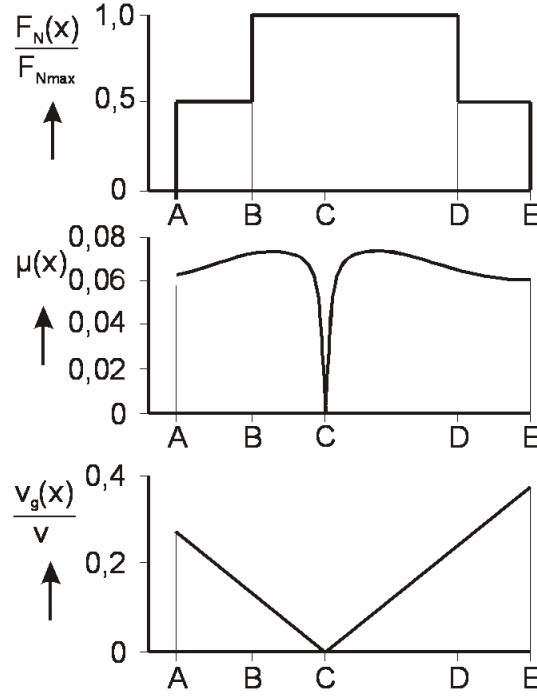 F_N(x)
F_Nmax
1,0
0,5
0
A B C D E
μ(x)
0,08
0,06
0,04
0,02
0
A B C D E
v_g(x)
v
0,4
0,2
0
A B C D E